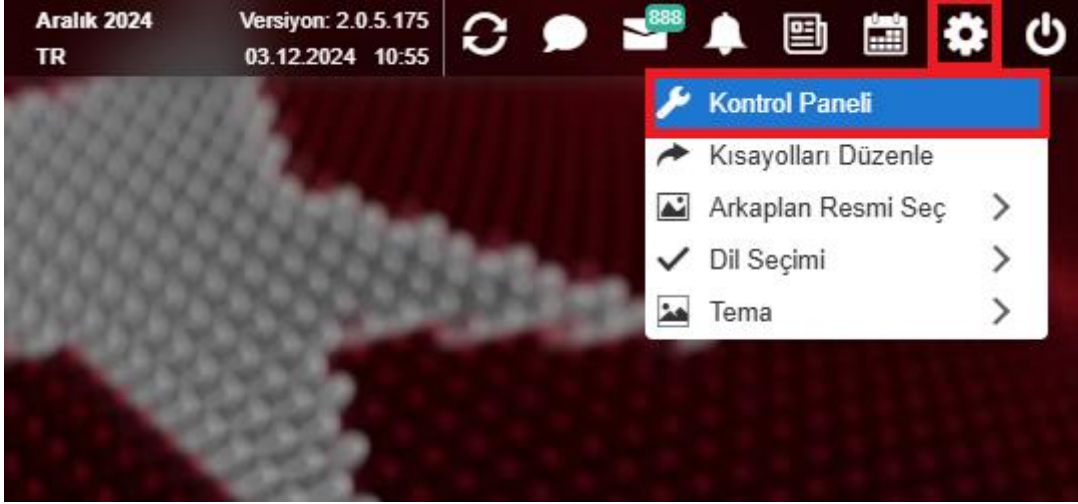 Aralık 2024 Versiyon: 2.0.5.175
TR 03.12.2024 10:55
888
Kontrol Paneli
Kısayolları Düzenle
Arkaplan Resmi Seç
Dil Seçimi
Tema